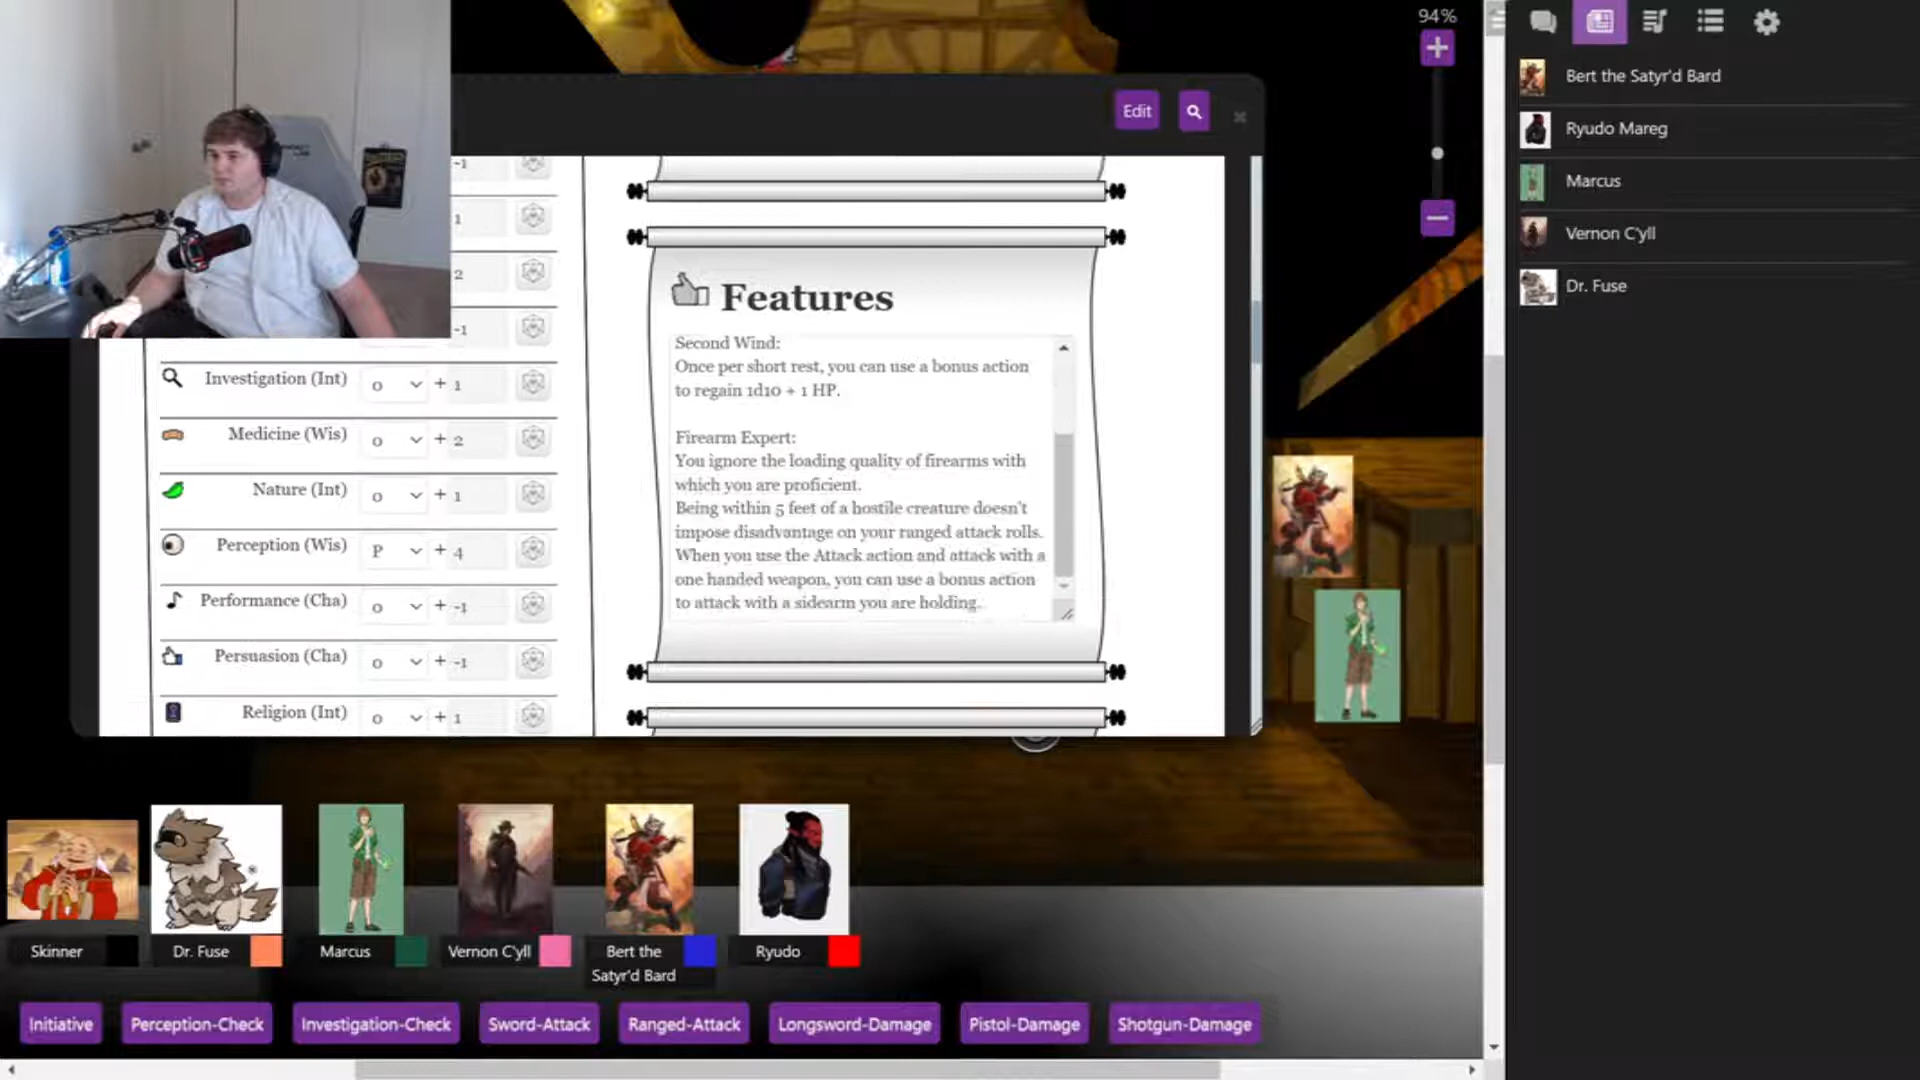 94%
Edit
Bert the Satyr'd Bard
Ryudo Mareg
Marcus
Vernon C'yll
Dr. Fuse
-1
1
2
-1
Investigation (Int) 0 + 1
Medicine (Wis) 0 + 2
Nature (Int) 0 + 1
Perception (Wis) P + 4
Performance (Cha) 0 + -1
Persuasion (Cha) 0 + -1
Religion (Int) 0 + 1
Features
Second Wind:
Once per short rest, you can use a bonus action
to regain 1d10 + 1 HP.
Firearm Expert:
You ignore the loading quality of firearms with
which you are proficient.
Being within 5 feet of a hostile creature doesn't
impose disadvantage on your ranged attack rolls.
When you use the Attack action and attack with a
one handed weapon, you can use a bonus action
to attack with a sidearm you are holding.
Skinner
Dr. Fuse
Marcus
Vernon C'yll
Bert the
Satyr'd Bard
Ryudo
Initiative
Perception-Check
Investigation-Check
Sword-Attack
Ranged-Attack
Longsword-Damage
Pistol-Damage
Shotgun-Damage